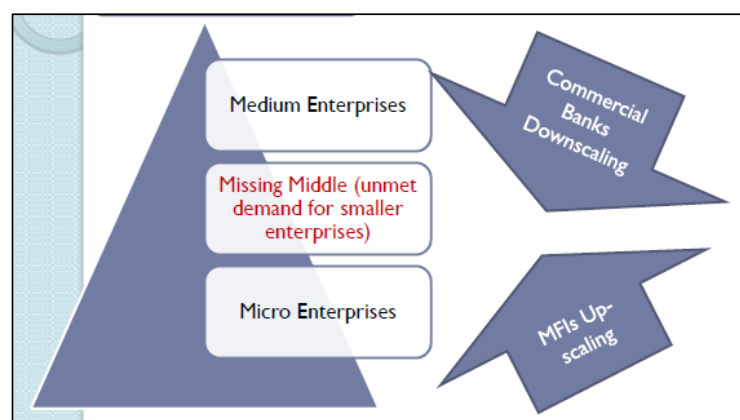 Medium Enterprises
Missing Middle (unmet
demand for smaller
enterprises)
Micro Enterprises
Commercial
Banks
Downscaling
MFIs Up-
scaling